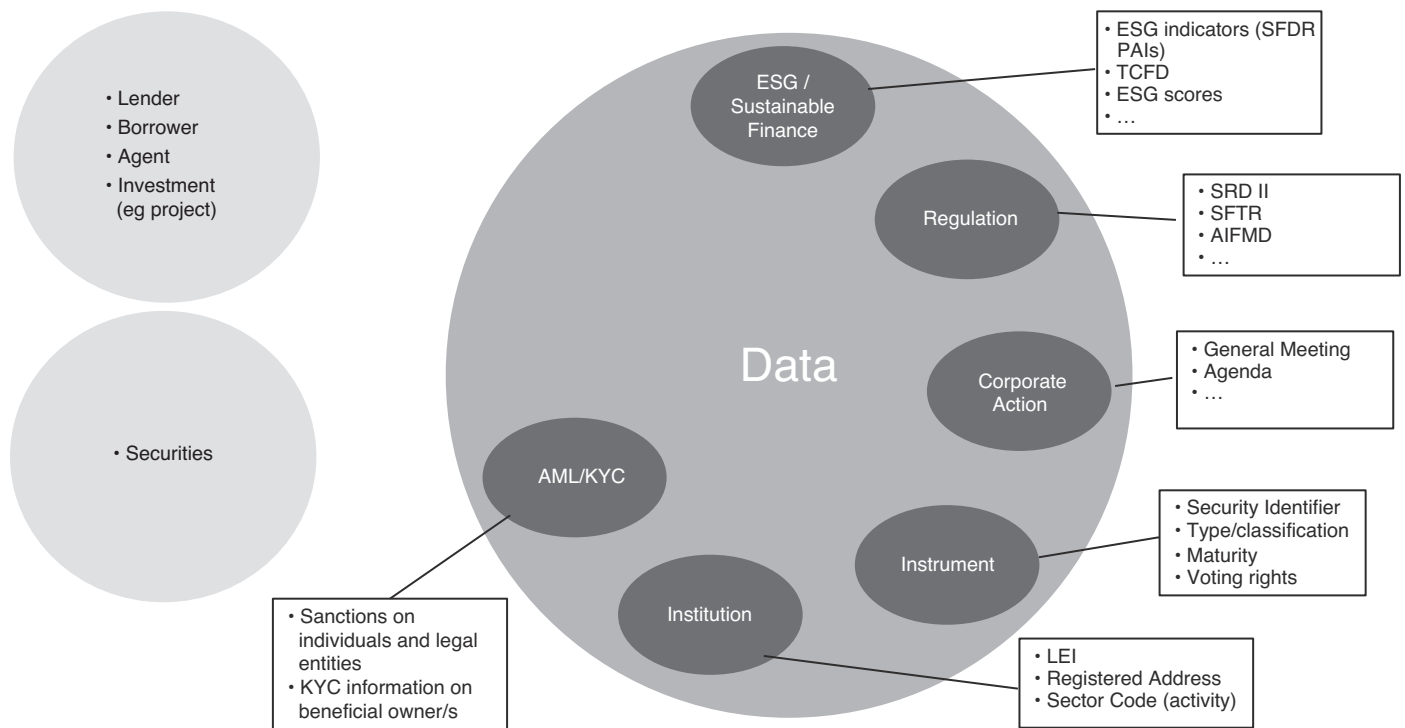 • Lender
• Borrower
• Agent
• Investment
(eg project)
• Securities
Data
ESG /
Sustainable
Finance
• ESG indicators (SFDR
PAIs)
• TCFD
• ESG scores
• …
Regulation
• SRD II
• SFTR
• AIFMD
• …
Corporate
Action
• General Meeting
• Agenda
• …
Instrument
• Security Identifier
• Type/classification
• Maturity
• Voting rights
Institution
• LEI
• Registered Address
• Sector Code (activity)
AML/KYC
• Sanctions on
individuals and legal
entities
• KYC information on
beneficial owner/s